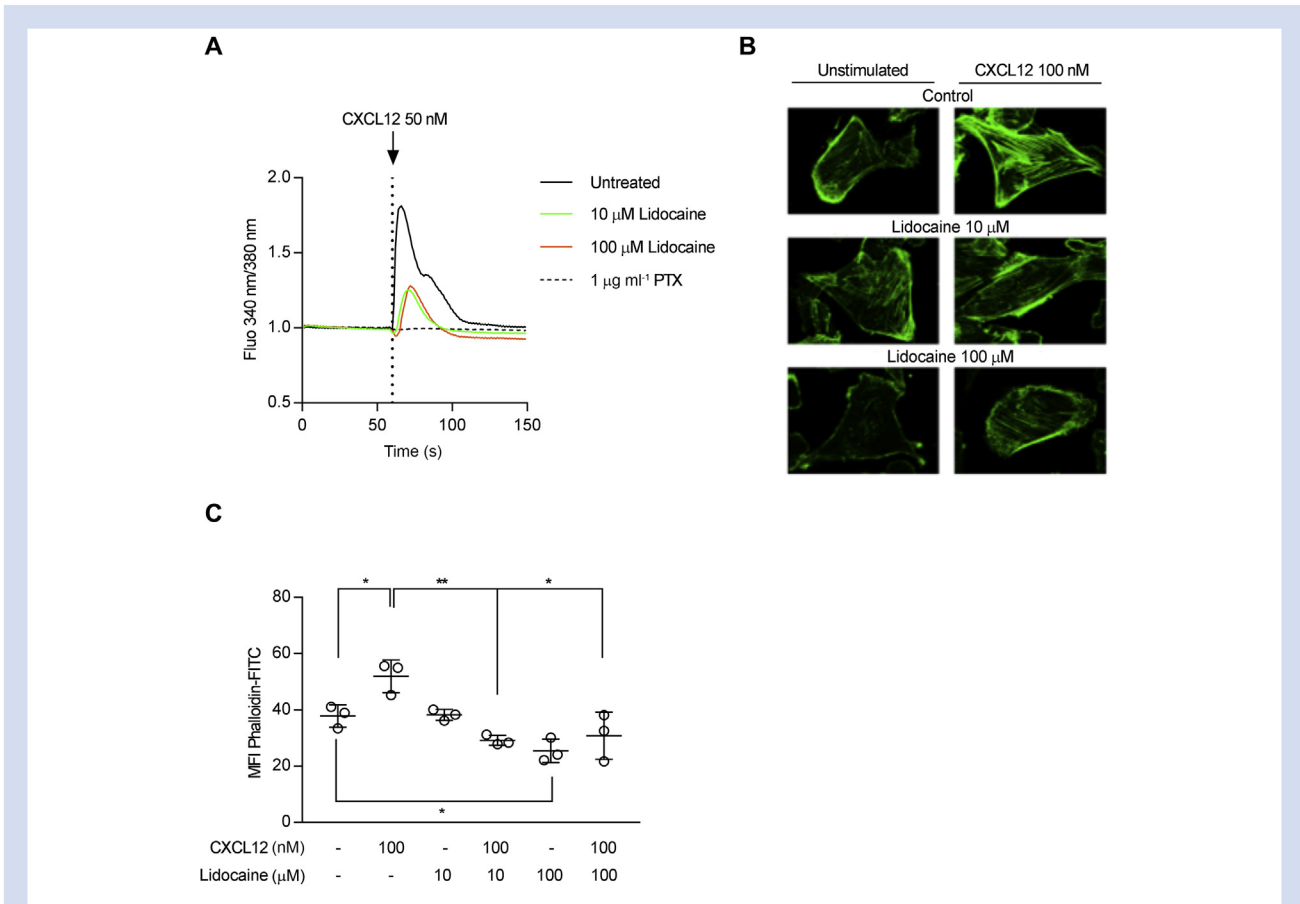 A
CXCL12 50 nM
2.0
1.5
1.0
0.5
Fluo 340 nm/380 nm
0 50 100 150
Time (s)
Untreated
10 μM Lidocaine
100 μM Lidocaine
1 μg ml⁻¹ PTX
B
Unstimulated CXCL12 100 nM
Control
Lidocaine 10 μM
Lidocaine 100 μM
C
* ** *
80
60
40
20
0
MFI Phalloidin-FITC
*
CXCL12 (nM) - 100 - 100 - 100
Lidocaine (μM) - - 10 10 100 100